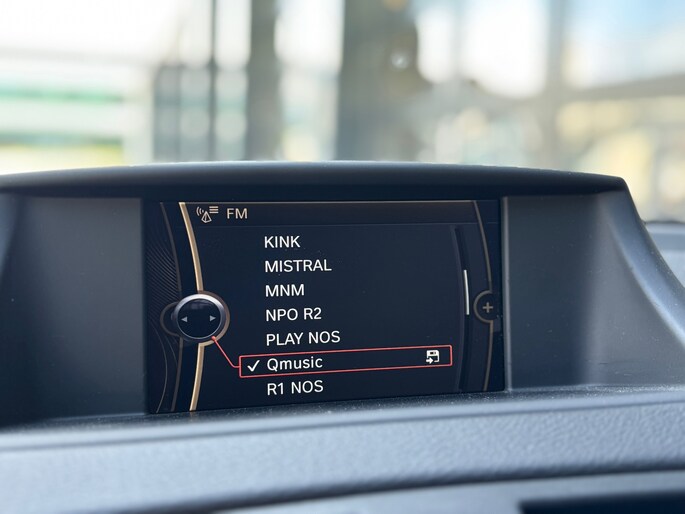 FM
KINK
MISTRAL
MNM
NPO R2
PLAY NOS
Qmusic
R1 NOS